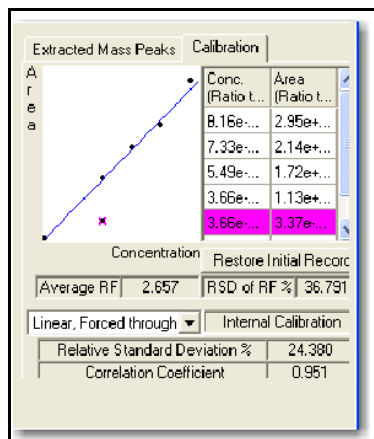 Extracted Mass Peaks Calibration
Area
Conc. Area
(Ratio t... (Ratio t...
8.16e-... 2.95e+...
7.33e-... 2.14e+...
5.49e-... 1.72e+...
3.66e-... 1.13e+...
3.66e-... 3.37e-...
Concentration Restore Initial Recor
Average RF 2.657 RSD of RF % 36.791
Linear, Forced through Internal Calibration
Relative Standard Deviation % 24.380
Correlation Coefficient 0.951